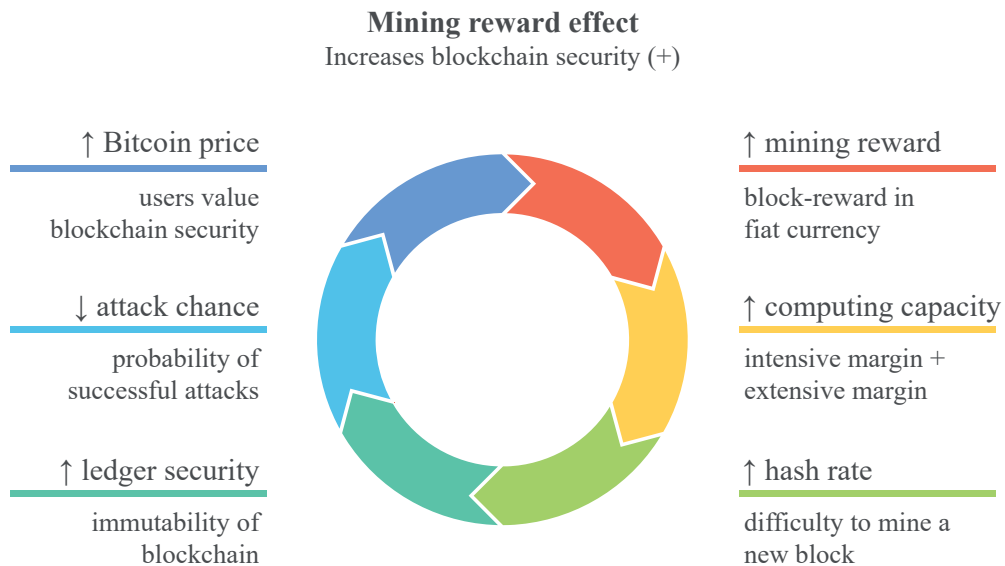 Mining reward effect
Increases blockchain security (+)
↑ Bitcoin price
users value
blockchain security
↓ attack chance
probability of
successful attacks
↑ ledger security
immutability of
blockchain
↑ mining reward
block-reward in
fiat currency
↑ computing capacity
intensive margin +
extensive margin
↑ hash rate
difficulty to mine a
new block